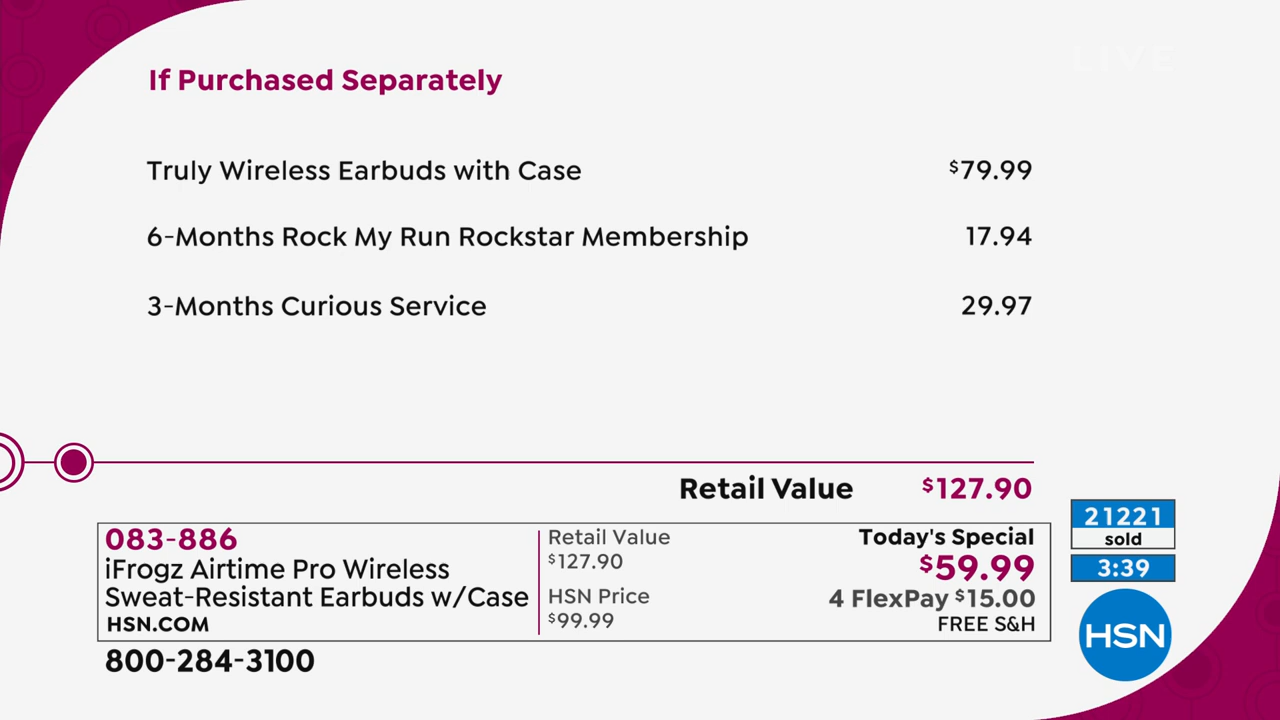 LIVE
If Purchased Separately
Truly Wireless Earbuds with Case $79.99
6-Months Rock My Run Rockstar Membership 17.94
3-Months Curious Service 29.97
Retail Value $127.90
083-886
iFrogz Airtime Pro Wireless
Sweat-Resistant Earbuds w/Case
HSN.COM
Retail Value
$127.90
HSN Price
$99.99
Today's Special
$59.99
4 FlexPay $15.00
FREE S&H
21221
sold
3:39
HSN
800-284-3100